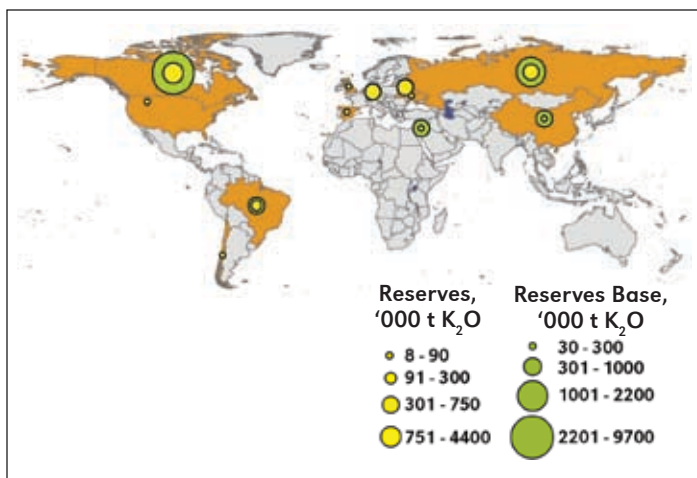 Reserves,
‘000 t K₂O
8 - 90
91 - 300
301 - 750
751 - 4400
Reserves Base,
‘000 t K₂O
30 - 300
301 - 1000
1001 - 2200
2201 - 9700